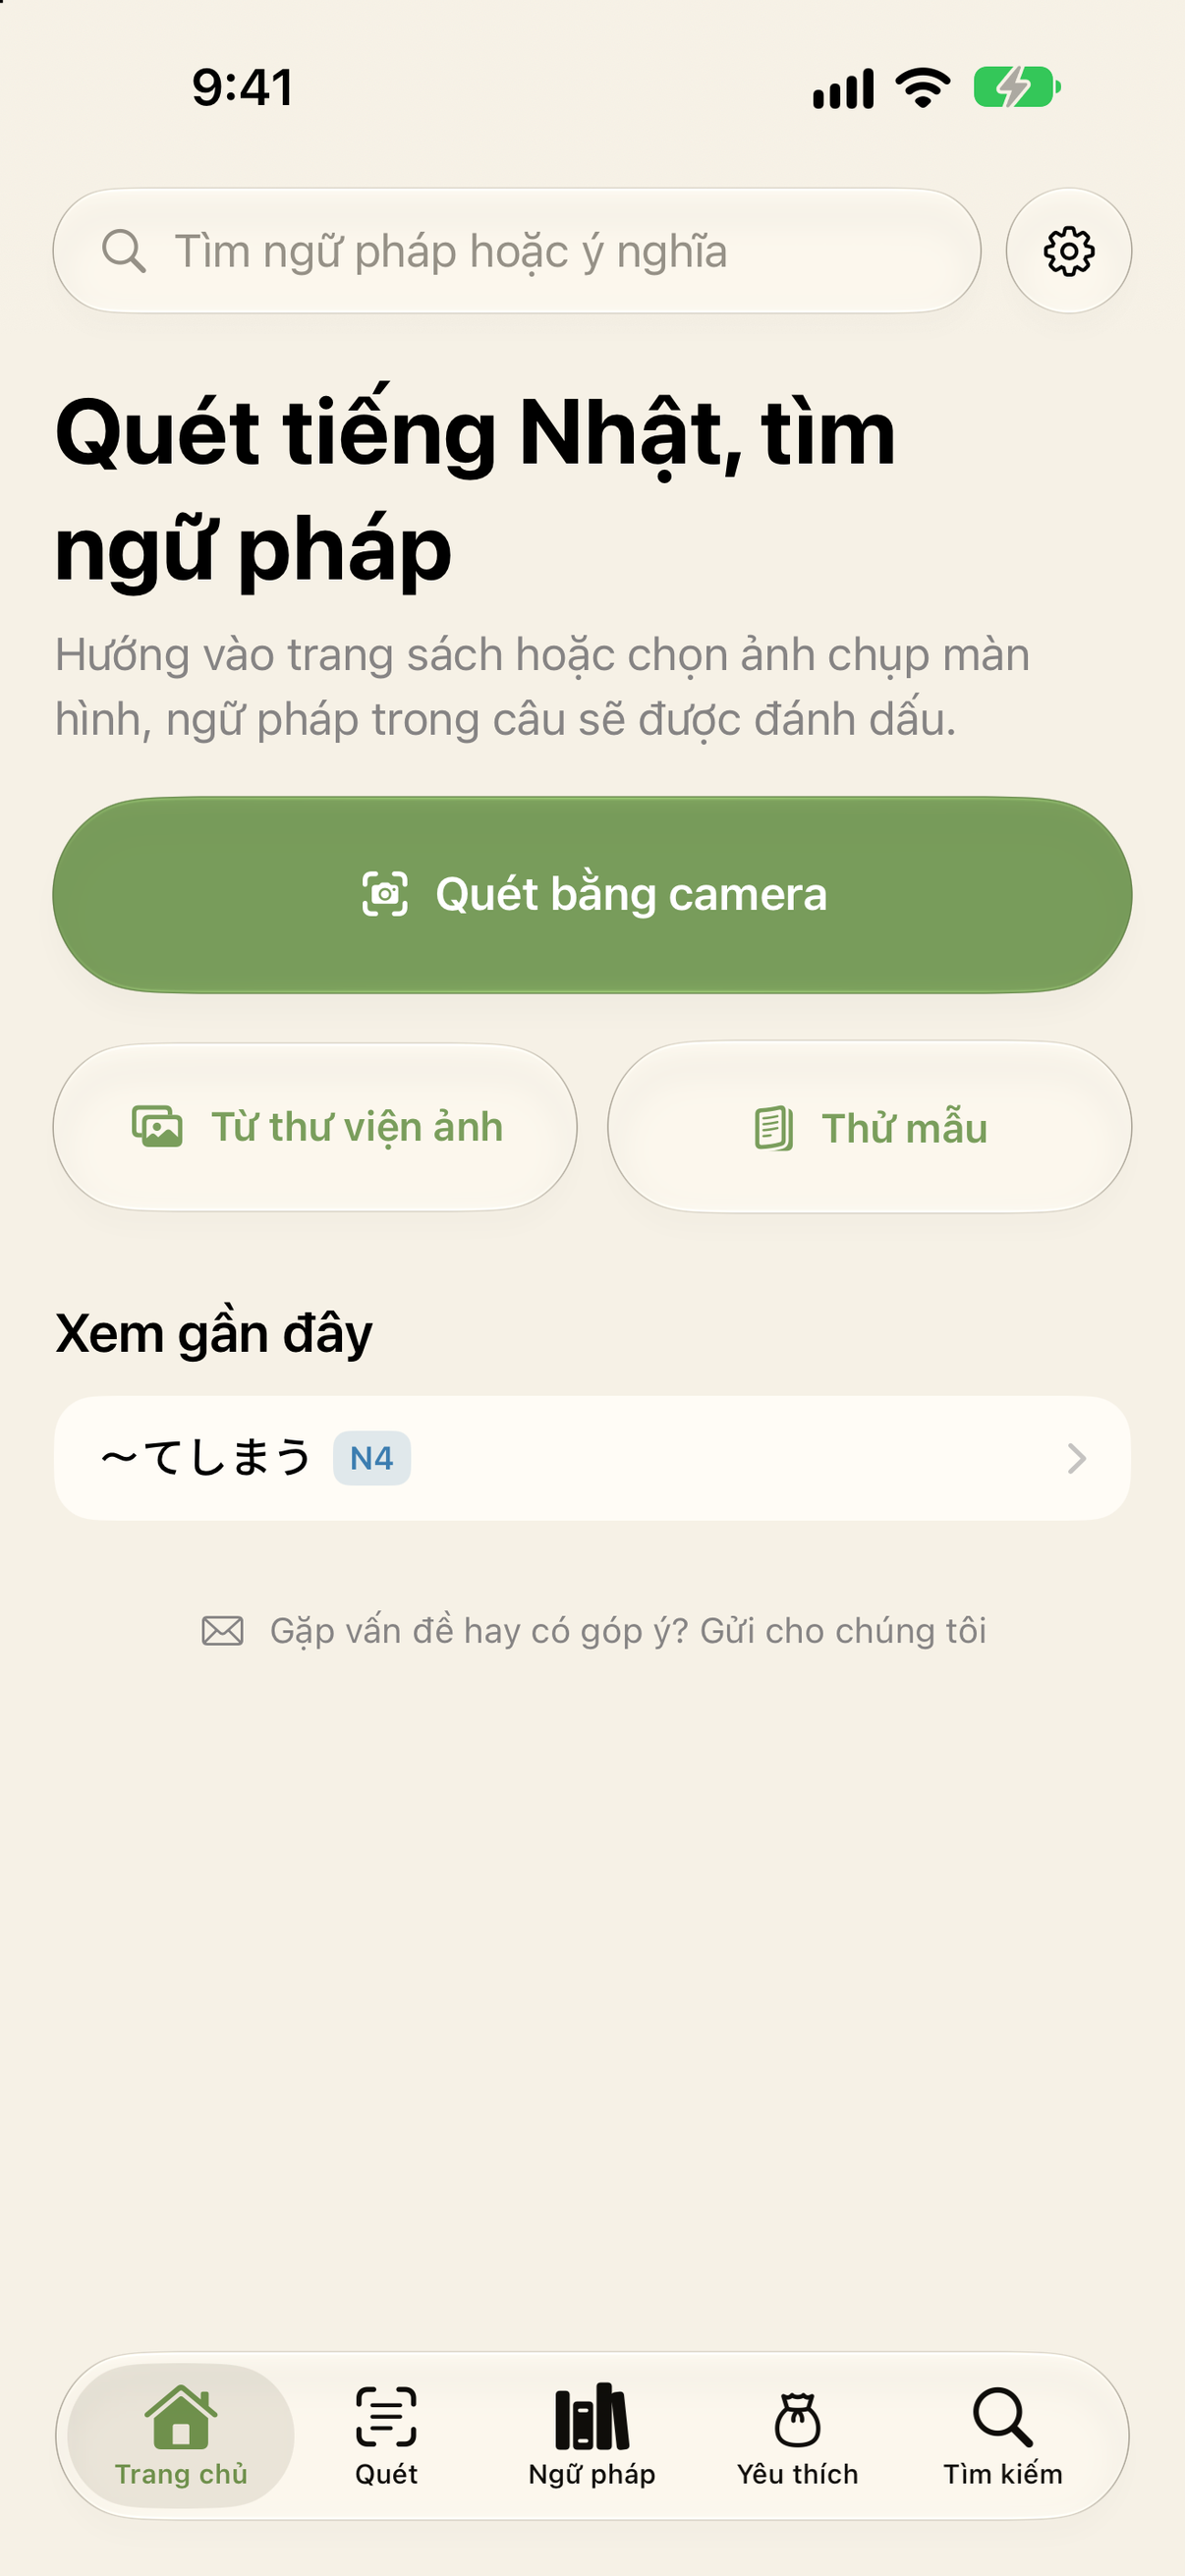 9:41
Tìm ngữ pháp hoặc ý nghĩa
Quét tiếng Nhật, tìm
ngữ pháp
Hướng vào trang sách hoặc chọn ảnh chụp màn
hình, ngữ pháp trong câu sẽ được đánh dấu.
Quét bằng camera
Từ thư viện ảnh
Thử mẫu
Xem gần đây
〜てしまう N4
Gặp vấn đề hay có góp ý? Gửi cho chúng tôi
Trang chủ
Quét
Ngữ pháp
Yêu thích
Tìm kiếm